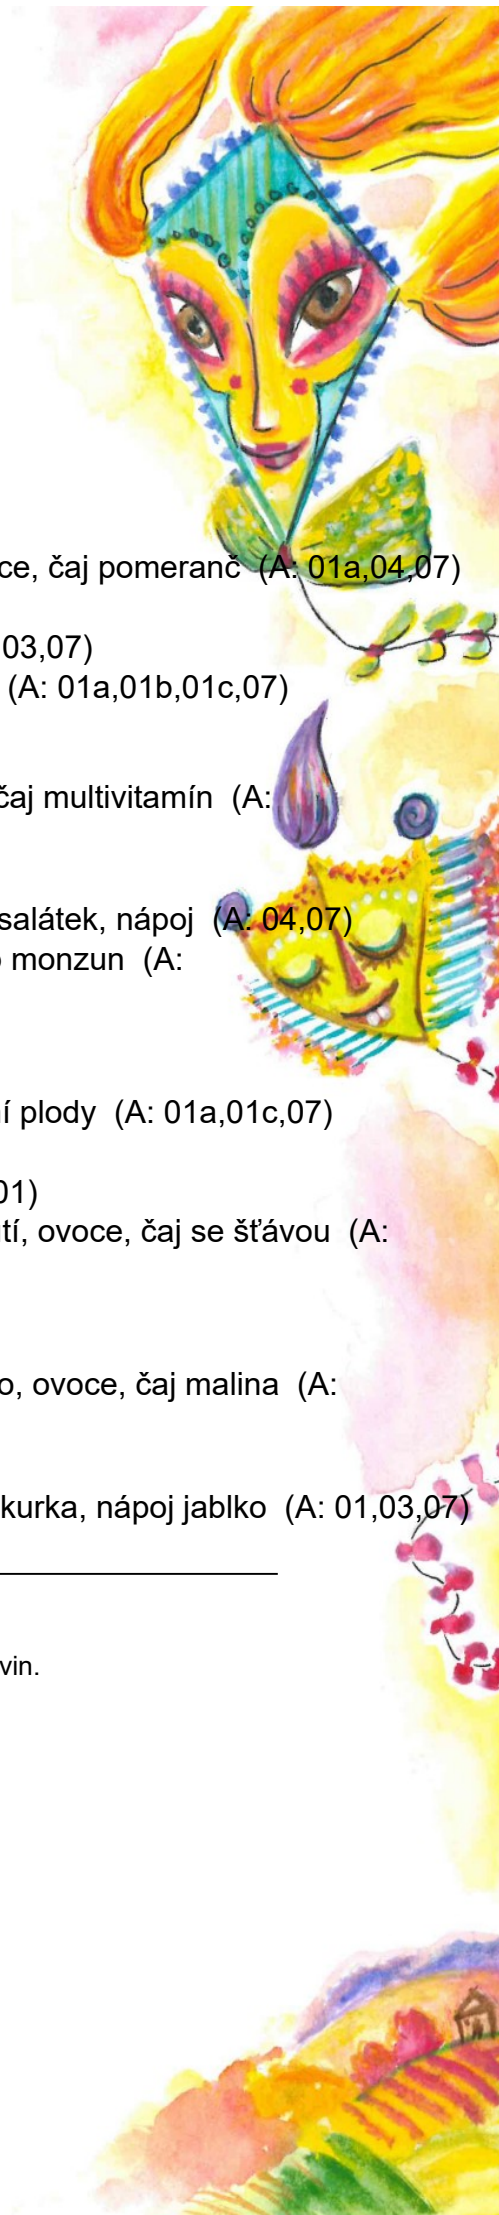 ce, čaj pomeranč (A: 01a,04,07)
03,07)
(A: 01a,01b,01c,07)
čaj multivitamín (A:
salátek, nápoj (A: 04,07)
monzun (A:
í plody (A: 01a,01c,07)
01)
tí, ovoce, čaj se šťávou (A:
o, ovoce, čaj malina (A:
kurka, nápoj jablko (A: 01,03,07)
vin.